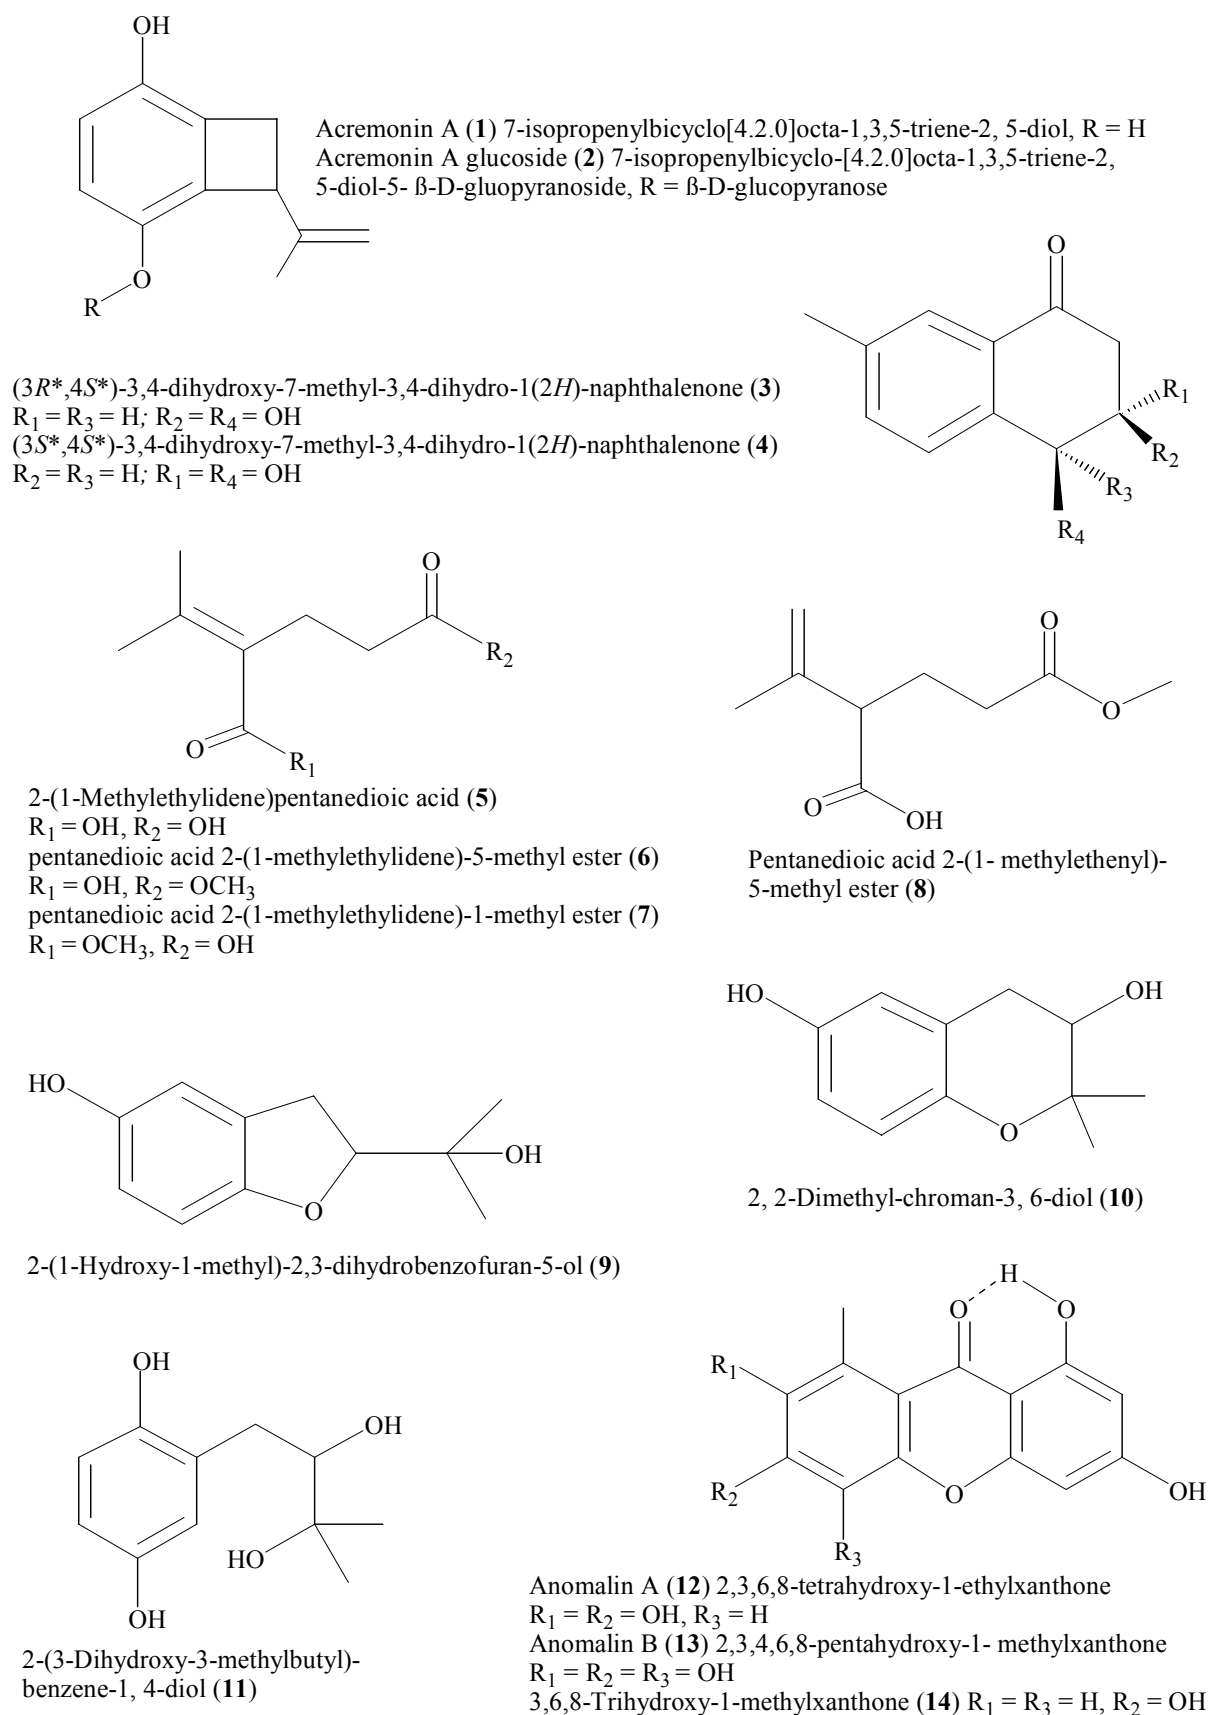 OH
Acremonin A (1) 7-isopropenylbicyclo[4.2.0]octa-1,3,5-triene-2, 5-diol, R = H
Acremonin A glucoside (2) 7-isopropenylbicyclo-[4.2.0]octa-1,3,5-triene-2,
5-diol-5- ß-D-gluopyranoside, R = ß-D-glucopyranose
O
R
O
R1
R2
R3
R4
(3R*,4S*)-3,4-dihydroxy-7-methyl-3,4-dihydro-1(2H)-naphthalenone (3)
R1 = R3 = H; R2 = R4 = OH
(3S*,4S*)-3,4-dihydroxy-7-methyl-3,4-dihydro-1(2H)-naphthalenone (4)
R2 = R3 = H; R1 = R4 = OH
O
R2
O
R1
2-(1-Methylethylidene)pentanedioic acid (5)
R1 = OH, R2 = OH
pentanedioic acid 2-(1-methylethylidene)-5-methyl ester (6)
R1 = OH, R2 = OCH3
pentanedioic acid 2-(1-methylethylidene)-1-methyl ester (7)
R1 = OCH3, R2 = OH
O
O
O
OH
Pentanedioic acid 2-(1- methylethenyl)-
5-methyl ester (8)
HO
O
OH
2-(1-Hydroxy-1-methyl)-2,3-dihydrobenzofuran-5-ol (9)
HO
OH
O
2, 2-Dimethyl-chroman-3, 6-diol (10)
OH
OH
HO
OH
2-(3-Dihydroxy-3-methylbutyl)-
benzene-1, 4-diol (11)
H
O
O
R1
R2
O
OH
R3
Anomalin A (12) 2,3,6,8-tetrahydroxy-1-ethylxanthone
R1 = R2 = OH, R3 = H
Anomalin B (13) 2,3,4,6,8-pentahydroxy-1- methylxanthone
R1 = R2 = R3 = OH
3,6,8-Trihydroxy-1-methylxanthone (14) R1 = R3 = H, R2 = OH